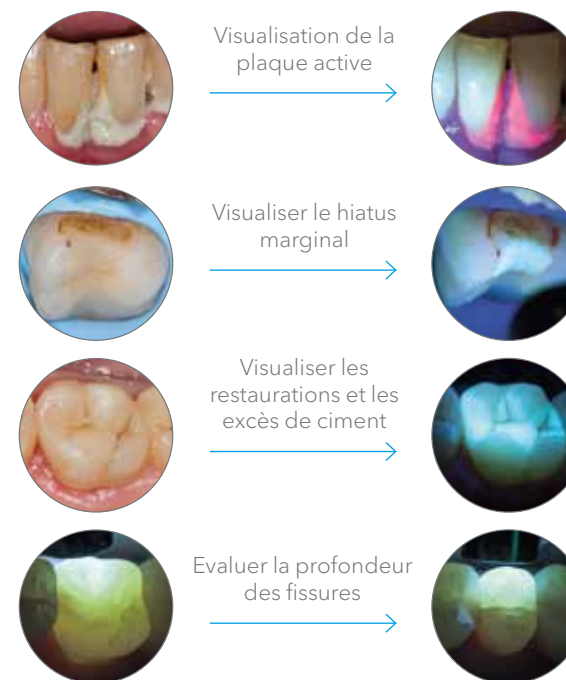 Visualisation de la
plaque active
Visualiser le hiatus
marginal
Visualiser les
restaurations et les
excès de ciment
Evaluer la profondeur
des fissures